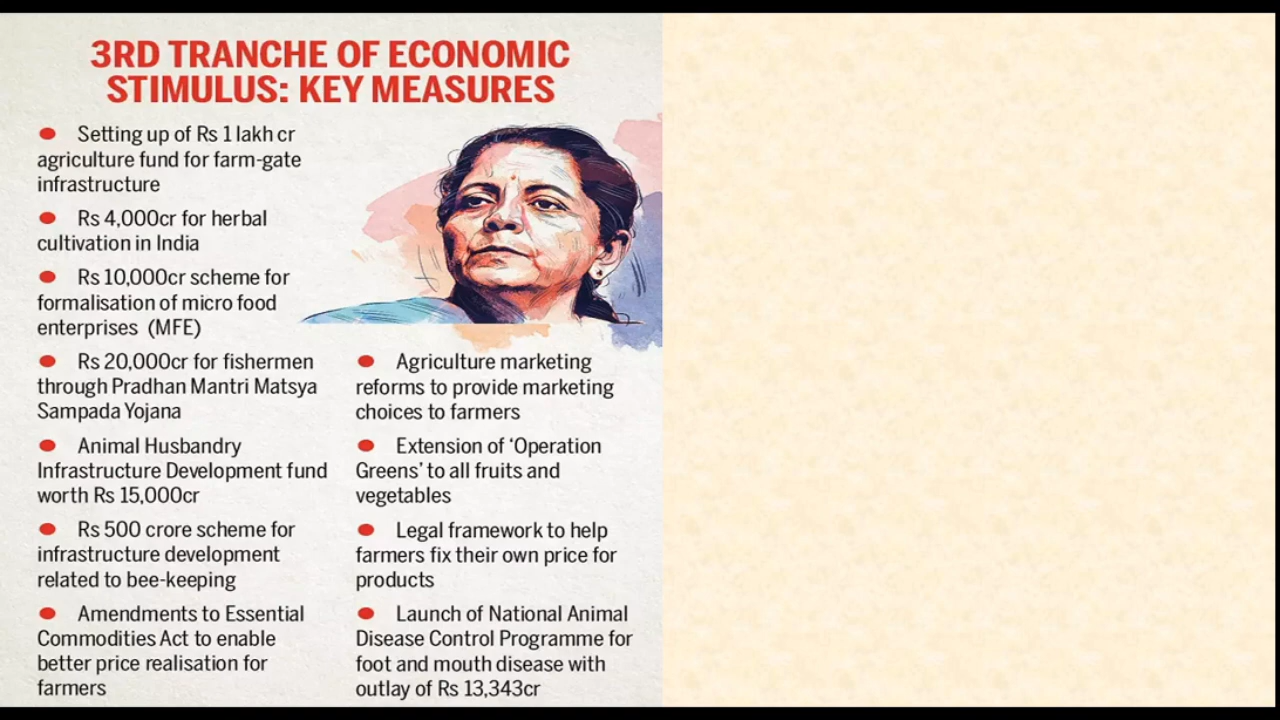 3RD TRANCHE OF ECONOMIC
STIMULUS: KEY MEASURES
Setting up of Rs 1 lakh cr
agriculture fund for farm-gate
infrastructure
Rs 4,000cr for herbal
cultivation in India
Rs 10,000cr scheme for
formalisation of micro food
enterprises (MFE)
Rs 20,000cr for fishermen
through Pradhan Mantri Matsya
Sampada Yojana
Animal Husbandry
Infrastructure Development fund
worth Rs 15,000cr
Rs 500 crore scheme for
infrastructure development
related to bee-keeping
Amendments to Essential
Commodities Act to enable
better price realisation for
farmers
Agriculture marketing
reforms to provide marketing
choices to farmers
Extension of ‘Operation
Greens’ to all fruits and
vegetables
Legal framework to help
farmers fix their own price for
products
Launch of National Animal
Disease Control Programme for
foot and mouth disease with
outlay of Rs 13,343cr